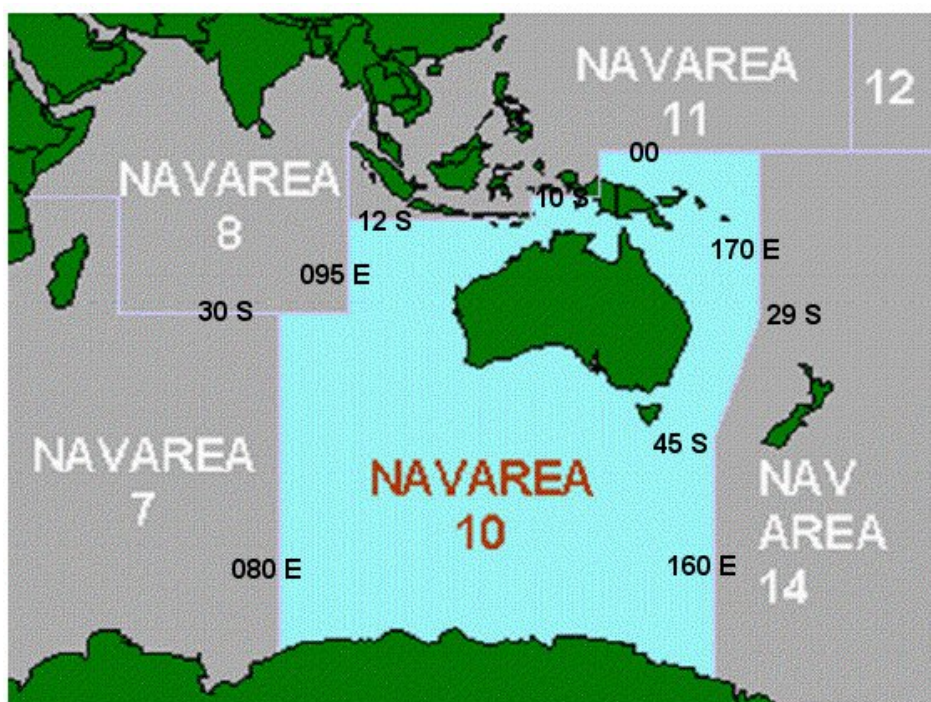 NAVAREA
11
12
00
NAVAREA
8
10 S
12 S
170 E
095 E
30 S
29 S
45 S
NAVAREA
7
NAVAREA
10
NAV
AREA
14
080 E
160 E